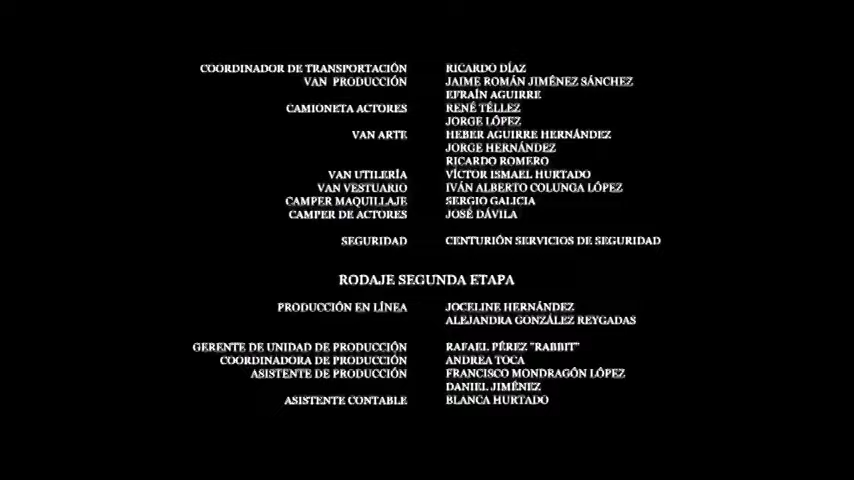 COORDINADOR DE TRANSPORTACIÓN RICARDO DÍAZ
VAN PRODUCCIÓN JAIME ROMÁN JIMÉNEZ SÁNCHEZ
EFRAÍN AGUIRRE
CAMIONETA ACTORES RENÉ TÉLLEZ
JORGE LÓPEZ
VAN ARTE HEBER AGUIRRE HERNÁNDEZ
JORGE HERNÁNDEZ
RICARDO ROMERO
VAN UTILERÍA VÍCTOR ISMAEL HURTADO
VAN VESTUARIO IVÁN ALBERTO COLUNGA LÓPEZ
CAMPER MAQUILLAJE SERGIO GALICIA
CAMPER DE ACTORES JOSÉ DÁVILA
SEGURIDAD CENTURIÓN SERVICIOS DE SEGURIDAD
RODAJE SEGUNDA ETAPA
PRODUCCIÓN EN LÍNEA JOCELINE HERNÁNDEZ
ALEJANDRA GONZÁLEZ REYGADAS
GERENTE DE UNIDAD DE PRODUCCIÓN RAFAEL PÉREZ "RABBIT"
COORDINADORA DE PRODUCCIÓN ANDREA TOCA
ASISTENTE DE PRODUCCIÓN FRANCISCO MONDRAGÓN LÓPEZ
DANIEL JIMÉNEZ
ASISTENTE CONTABLE BLANCA HURTADO